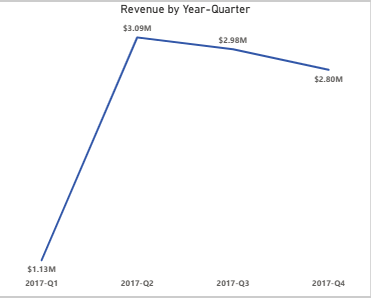 Revenue by Year-Quarter
$3.09M
$2.98M
$2.80M
$1.13M
2017-Q1 2017-Q2 2017-Q3 2017-Q4